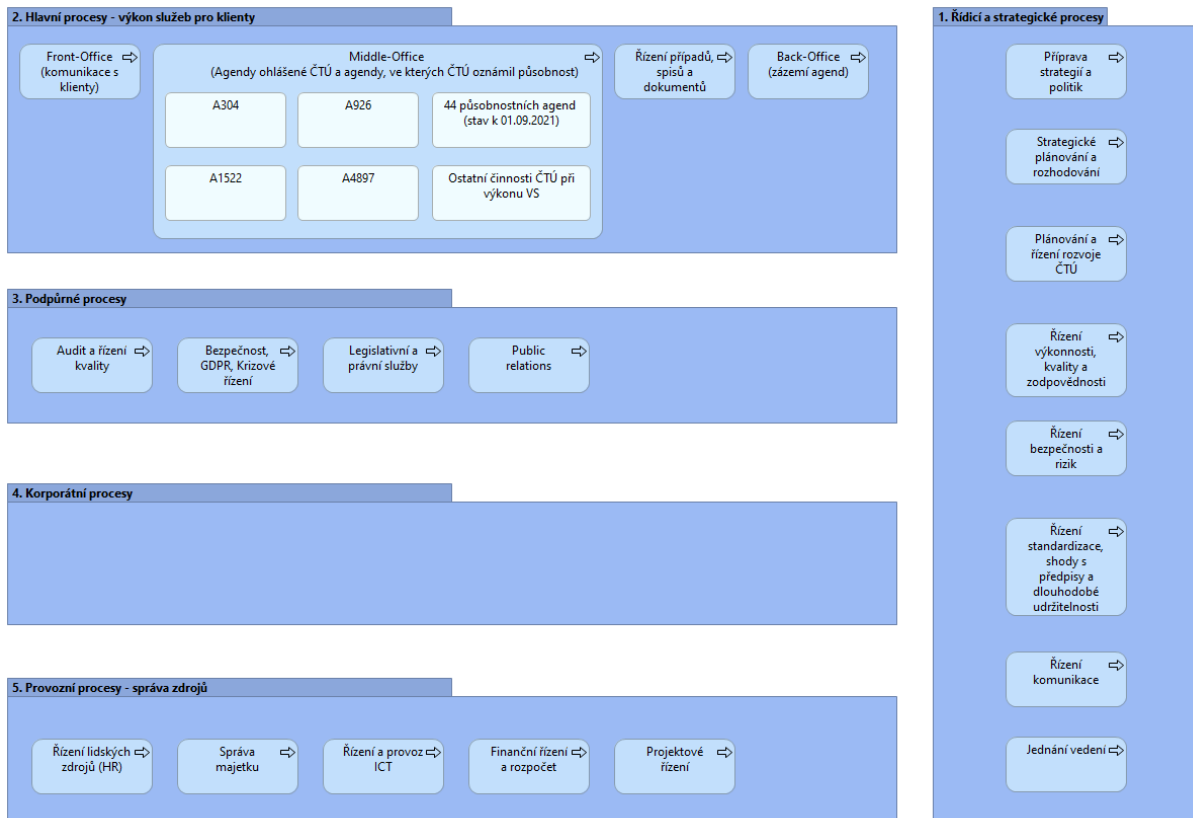 2. Hlavní procesy - výkon služeb pro klienty
Front-Office
(komunikace s
klienty)
Middle-Office
(Agendy ohlášené ČTÚ a agendy, ve kterých ČTÚ oznámil působnost)
A304
A926
44 působnostních agend
(stav k 01.09.2021)
A1522
A4897
Ostatní činnosti ČTÚ při
výkonu VS
Řízení případů,
spisů a
dokumentů
Back-Office
(zázemí agend)
3. Podpůrné procesy
Audit a řízení
kvality
Bezpečnost,
GDPR, Krizové
řízení
Legislativní a
právní služby
Public
relations
4. Korporátní procesy
5. Provozní procesy - správa zdrojů
Řízení lidských
zdrojů (HR)
Správa
majetku
Řízení a provoz
ICT
Finanční řízení
a rozpočet
Projektové
řízení
1. Řídicí a strategické procesy
Příprava
strategií a
politik
Strategické
plánování a
rozhodování
Plánování a
řízení rozvoje
ČTÚ
Řízení
výkonnosti,
kvality a
zodpovědnosti
Řízení
bezpečnosti a
rizik
Řízení
standardizace,
shody s
předpisy a
dlouhodobé
udržitelnosti
Řízení
komunikace
Jednání vedení